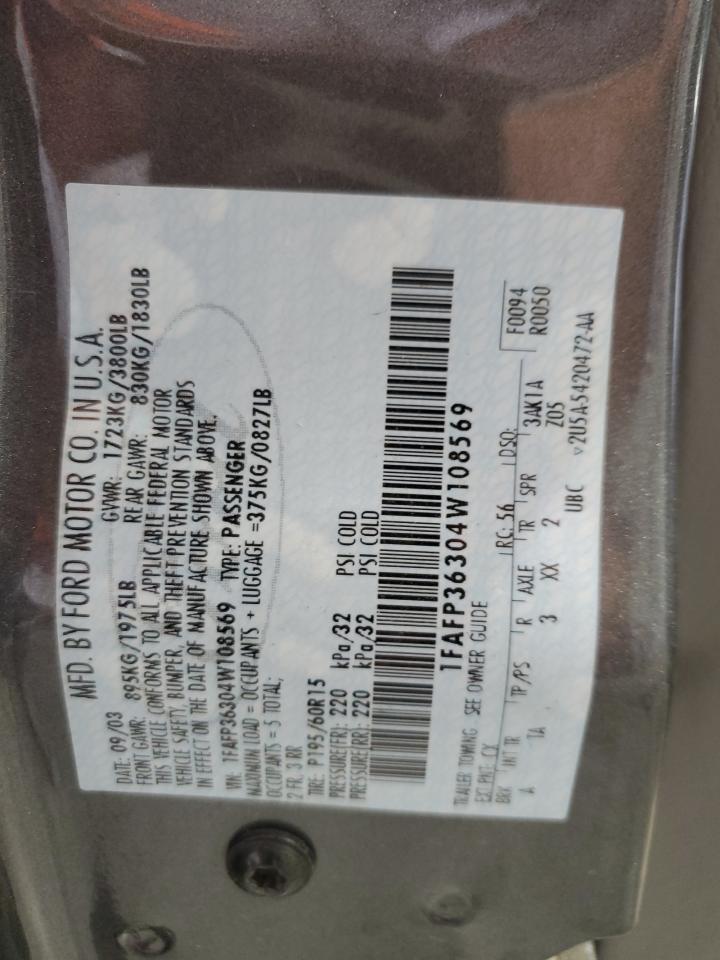 MFD. BY FORD MOTOR CO. IN U.S.A.
DATE: 09/03 GVWR: 1723KG/3800LB
FRONT GAWR: 895KG/1975LB REAR GAWR: 830KG/1830LB
THIS VEHICLE CONFORMS TO ALL APPLICABLE FEDERAL MOTOR
VEHICLE SAFETY, BUMPER, AND THEFT PREVENTION STANDARDS
IN EFFECT ON THE DATE OF MANUFACTURE SHOWN ABOVE.
VIN: 1FAFP36304W108569 TYPE: PASSENGER
MAXIMUM LOAD = OCCUPANTS + LUGGAGE =375KG/0827LB
OCCUPANTS = 5 TOTAL;
2 FR, 3 RR
TIRE: P195/60R15
PRESSURE(FR): 220 kPa/32 PSI COLD
PRESSURE(RR): 220 kPa/32 PSI COLD
1FAFP36304W108569
TRAILER TOWING SEE OWNER GUIDE
EXT PNT: CX RC: 56 DSO: F0094
BRK INT TR TP/PS R AXLE TR SPR 3AK1A R0050
A TA 3 XX 2 Z05
UBC v2U5A-5420472-AA